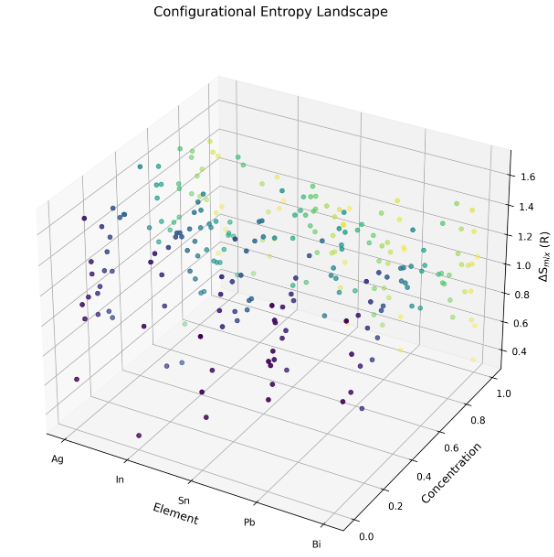 Configurational Entropy Landscape
1.6
1.4
1.2
1.0
0.8
0.6
0.4
ΔS_mix (R)
1.0
0.8
0.6
0.4
0.2
0.0
Concentration
Ag
In
Sn
Pb
Bi
Element